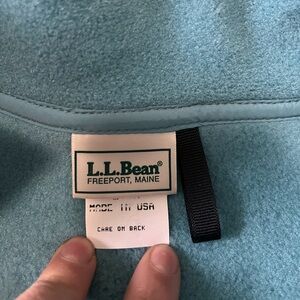 L.L.Bean®
FREEPORT, MAINE
MADE IN USA
CARE ON BACK